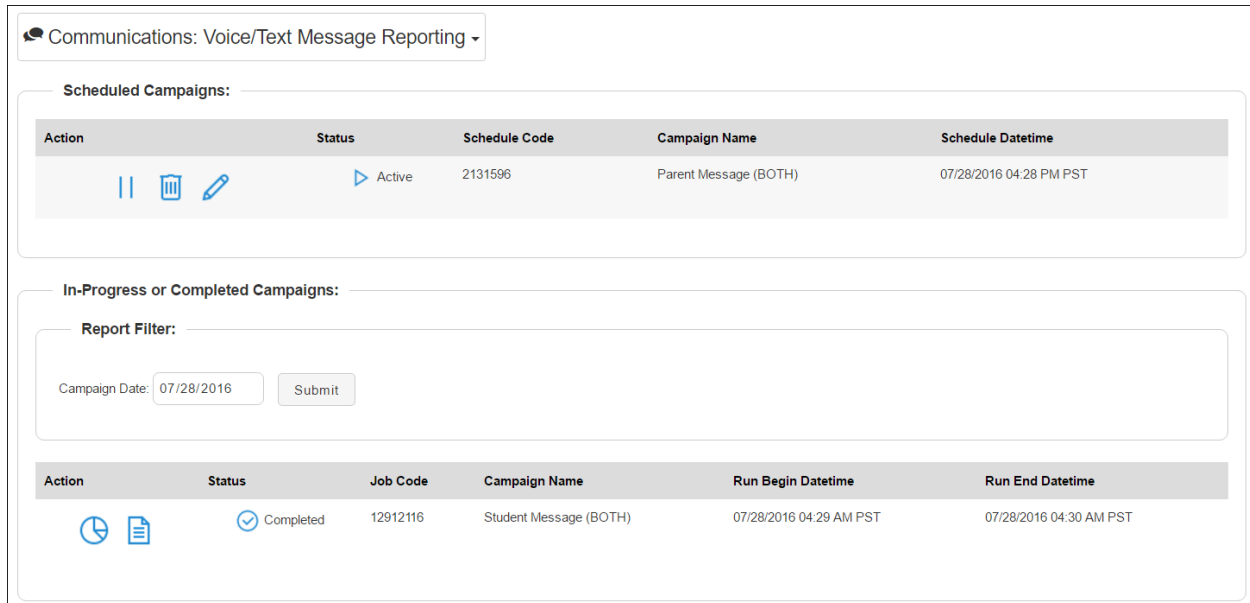 Communications: Voice/Text Message Reporting
Scheduled Campaigns:
Action Status Schedule Code Campaign Name Schedule Datetime
Active 2131596 Parent Message (BOTH) 07/28/2016 04:28 PM PST
In-Progress or Completed Campaigns:
Report Filter:
Campaign Date: 07/28/2016 Submit
Action Status Job Code Campaign Name Run Begin Datetime Run End Datetime
Completed 12912116 Student Message (BOTH) 07/28/2016 04:29 AM PST 07/28/2016 04:30 AM PST